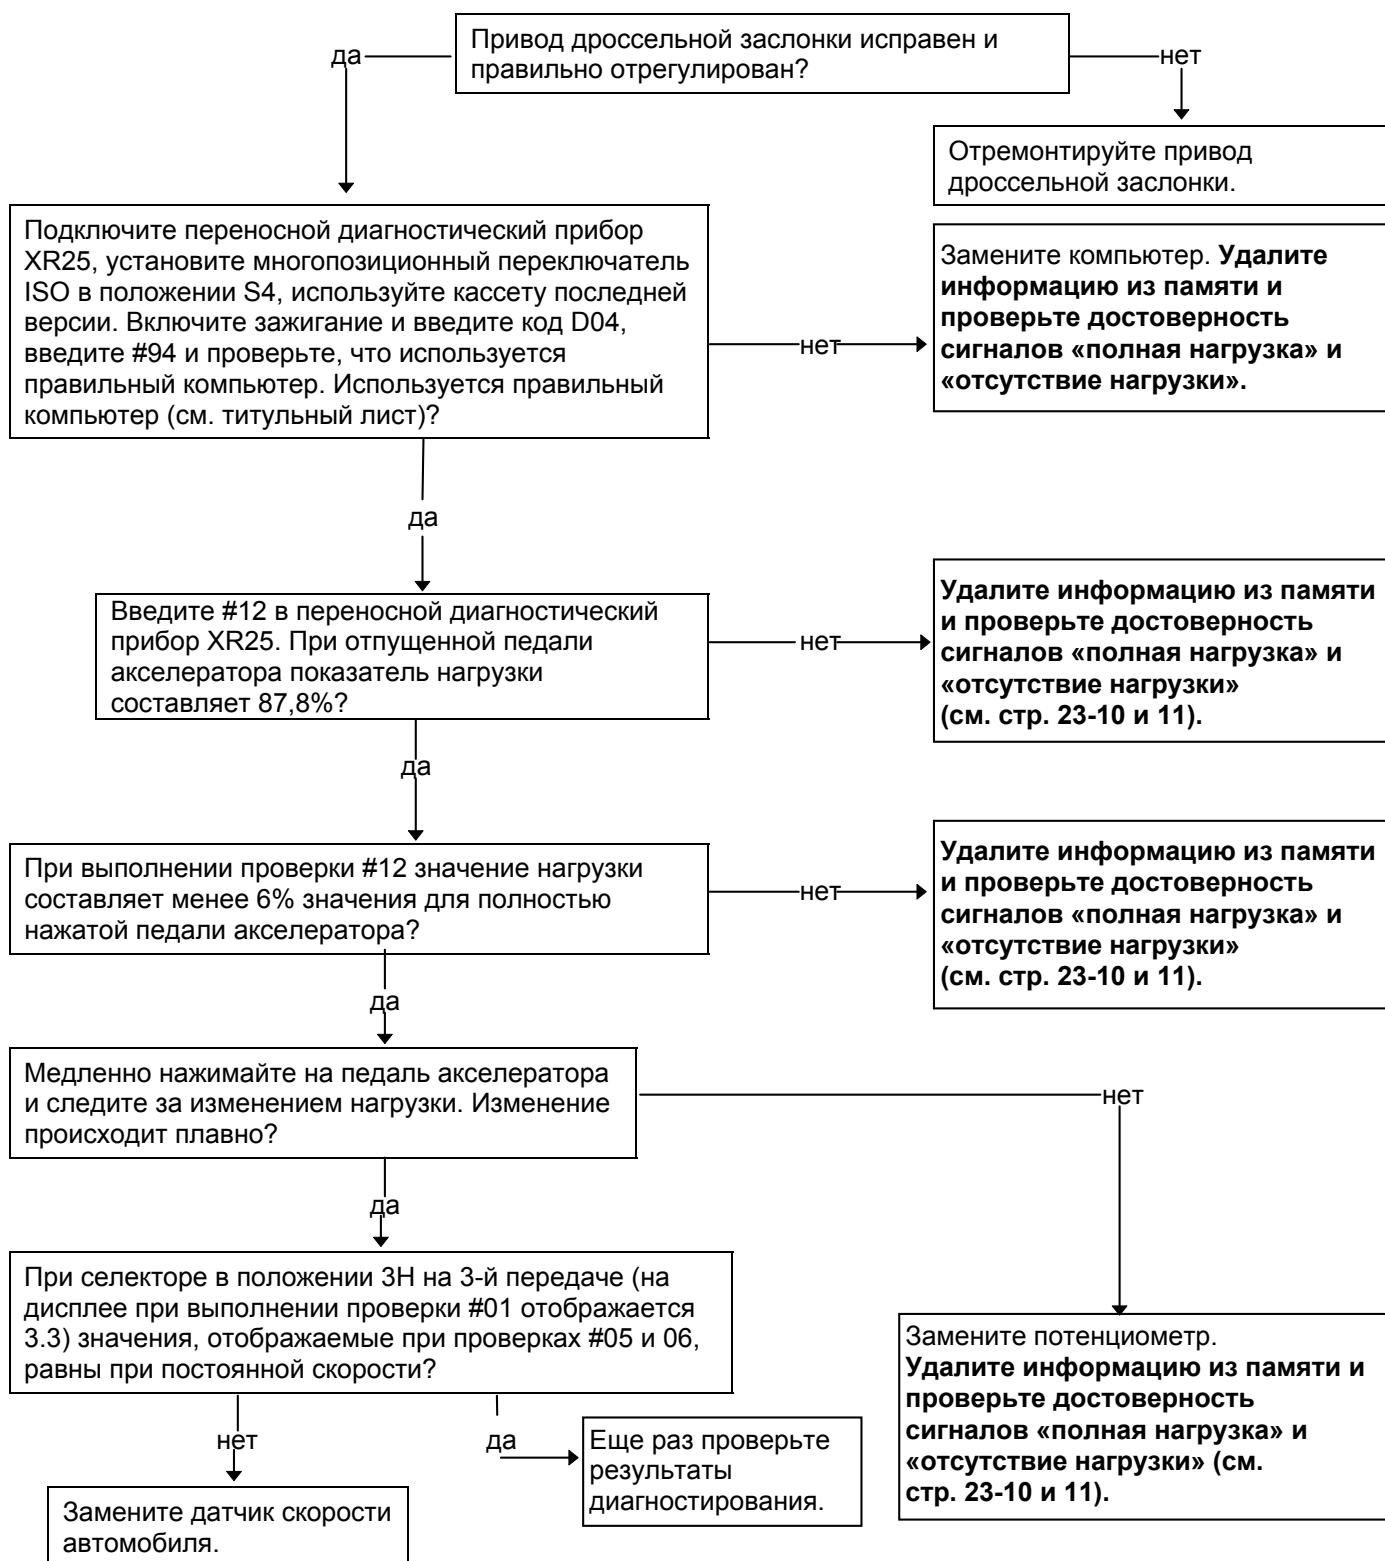 Привод дроссельной заслонки исправен и
правильно отрегулирован?
да
нет
Отремонтируйте привод
дроссельной заслонки.
Подключите переносной диагностический прибор
XR25, установите многопозиционный переключатель
ISO в положении S4, используйте кассету последней
версии. Включите зажигание и введите код D04,
введите #94 и проверьте, что используется
правильный компьютер. Используется правильный
компьютер (см. титульный лист)?
нет
Замените компьютер. Удалите
информацию из памяти и
проверьте достоверность
сигналов «полная нагрузка» и
«отсутствие нагрузки».
да
Введите #12 в переносной диагностический
прибор XR25. При отпущенной педали
акселератора показатель нагрузки
составляет 87,8%?
нет
Удалите информацию из памяти
и проверьте достоверность
сигналов «полная нагрузка» и
«отсутствие нагрузки»
(см. стр. 23-10 и 11).
да
При выполнении проверки #12 значение нагрузки
составляет менее 6% значения для полностью
нажатой педали акселератора?
нет
Удалите информацию из памяти
и проверьте достоверность
сигналов «полная нагрузка» и
«отсутствие нагрузки»
(см. стр. 23-10 и 11).
да
Медленно нажимайте на педаль акселератора
и следите за изменением нагрузки. Изменение
происходит плавно?
нет
да
При селекторе в положении 3Н на 3-й передаче (на
дисплее при выполнении проверки #01 отображается
3.3) значения, отображаемые при проверках #05 и 06,
равны при постоянной скорости?
Замените потенциометр.
Удалите информацию из памяти и
проверьте достоверность
сигналов «полная нагрузка» и
«отсутствие нагрузки» (см.
стр. 23-10 и 11).
нет
да
Еще раз проверьте
результаты
диагностирования.
Замените датчик скорости
автомобиля.